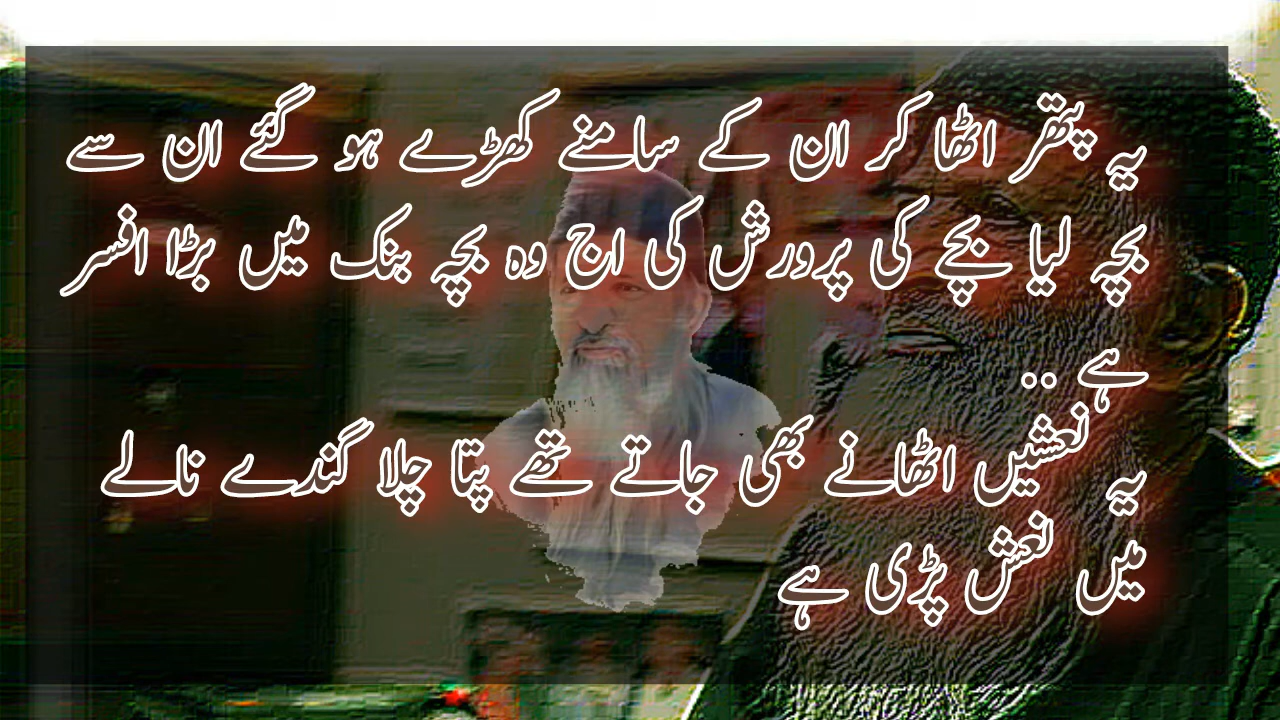 یہ پتھر اٹھا کر ان کے سامنے کھڑے ہو گئے ان سے
بچہ لیا بچے کی پرورش کی اج وہ بچہ بنک میں بڑا افسر
ہے ..
یہ نعشیں اٹھانے بھی جاتے تھے پتا چلا گندے نالے
میں نعش پڑی ہے